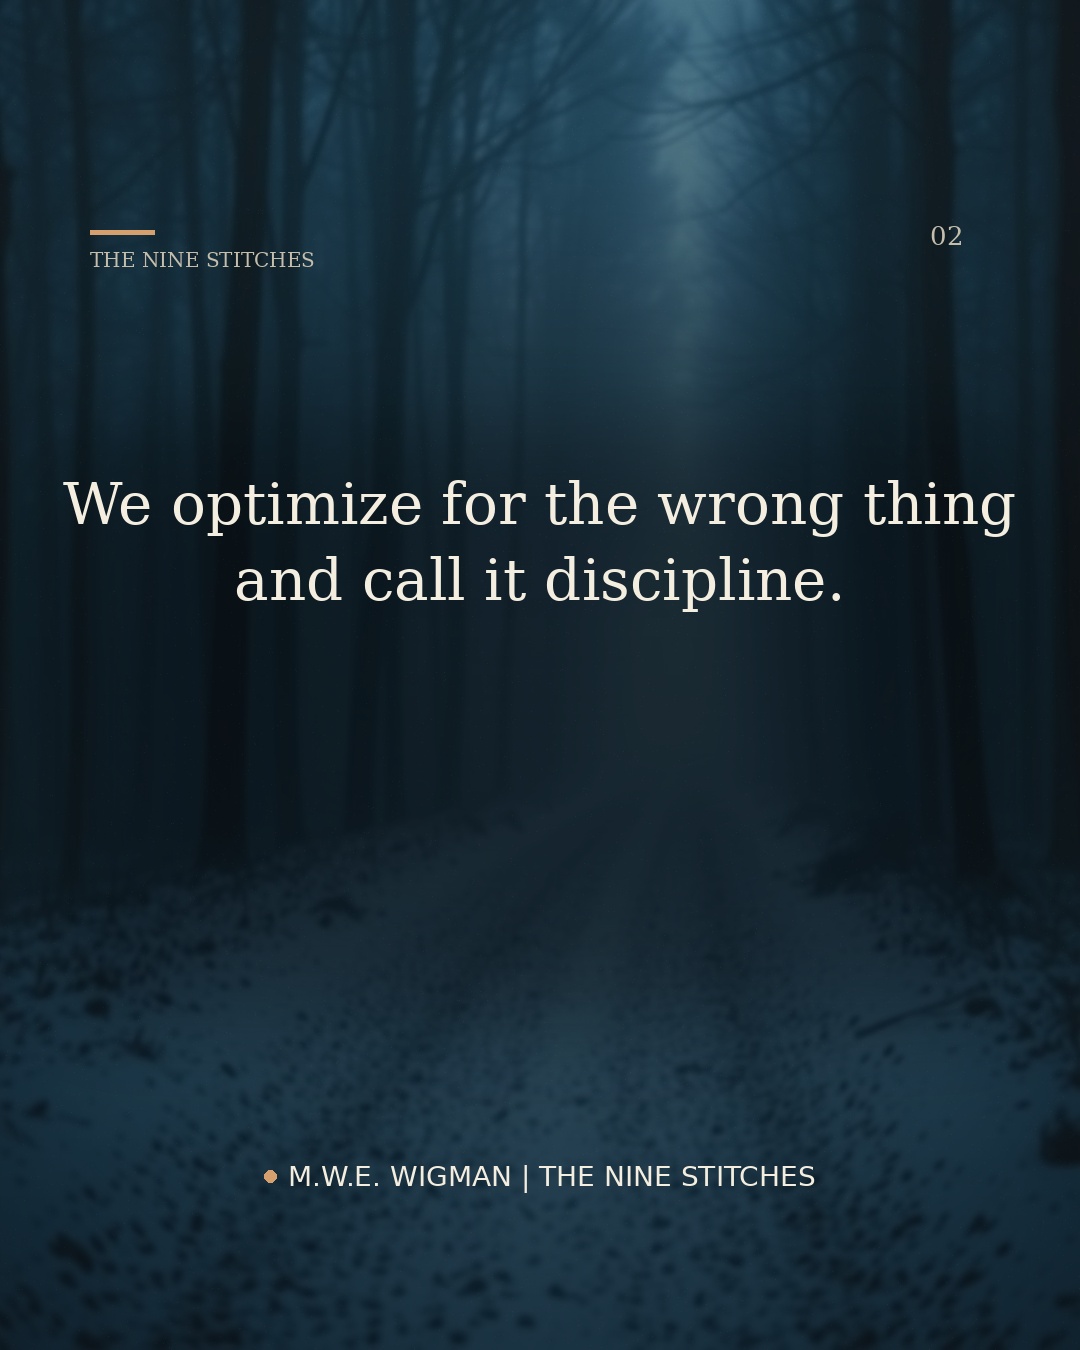 THE NINE STITCHES
02
We optimize for the wrong thing
and call it discipline.
M.W.E. WIGMAN | THE NINE STITCHES